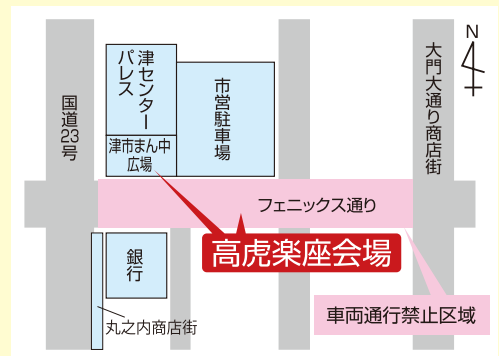 N
津センター
パレス
市営駐車場
大門大通り商店街
国道23号
津市まん中
広場
フェニックス通り
高虎楽座会場
銀行
車両通行禁止区域
丸之内商店街